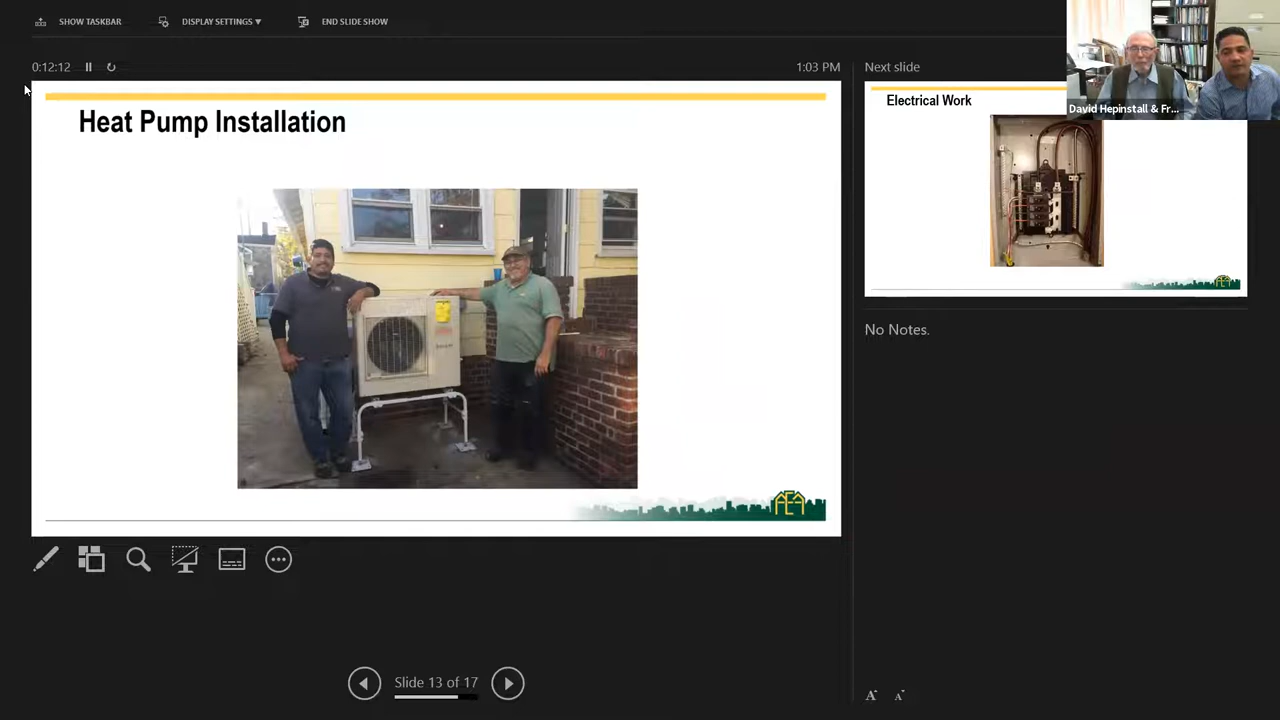 SHOW TASKBAR
DISPLAY SETTINGS ▼
END SLIDE SHOW
0:12:12
1:03 PM
Next slide
Heat Pump Installation
Electrical Work
David Hepinstall & Fr...
No Notes.
AEA
Slide 13 of 17